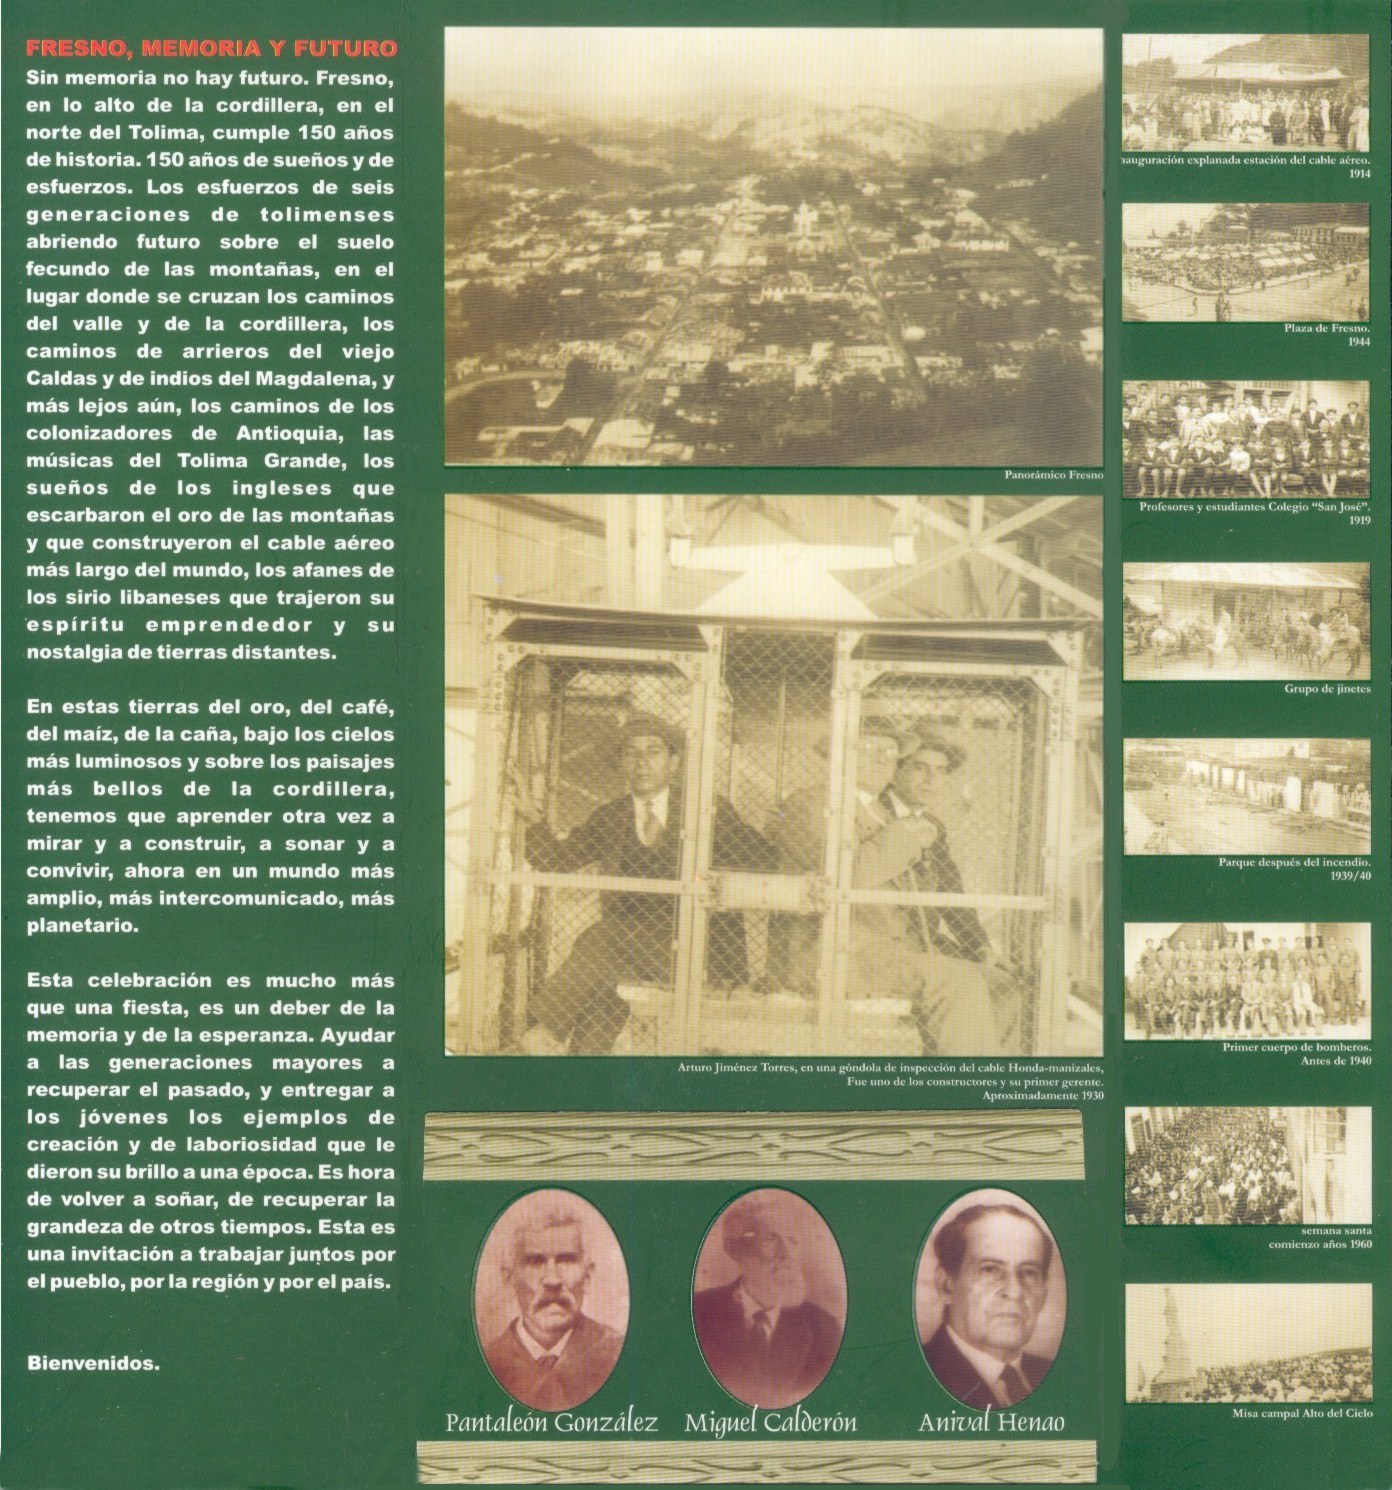 FRESNO, MEMORIA Y FUTURO
Sin memoria no hay futuro. Fresno,
en lo alto de la cordillera, en el
norte del Tolima, cumple 150 años
de historia. 150 años de sueños y de
esfuerzos. Los esfuerzos de seis
generaciones de tolimenses
abriendo futuro sobre el suelo
fecundo de las montañas, en el
lugar donde se cruzan los caminos
del valle y de la cordillera, los
caminos de arrieros del viejo
Caldas y de indios del Magdalena, y
más lejos aún, los caminos de los
colonizadores de Antioquia, las
músicas del Tolima Grande, los
sueños de los ingleses que
escarbaron el oro de las montañas
y que construyeron el cable aéreo
más largo del mundo, los afanes de
los sirio libaneses que trajeron su
espíritu emprendedor y su
nostalgia de tierras distantes.
En estas tierras del oro, del café,
del maíz, de la caña, bajo los cielos
más luminosos y sobre los paisajes
más bellos de la cordillera,
tenemos que aprender otra vez a
mirar y a construir, a sonar y a
convivir, ahora en un mundo más
amplio, más intercomunicado, más
planetario.
Esta celebración es mucho más
que una fiesta, es un deber de la
memoria y de la esperanza. Ayudar
a las generaciones mayores a
recuperar el pasado, y entregar a
los jóvenes los ejemplos de
creación y de laboriosidad que le
dieron su brillo a una época. Es hora
de volver a soñar, de recuperar la
grandeza de otros tiempos. Esta es
una invitación a trabajar juntos por
el pueblo, por la región y por el país.
Bienvenidos.
Panorámico Fresno
Arturo Jiménez Torres, en una góndola de inspección del cable Honda-manizales,
Fue uno de los constructores y su primer gerente.
Aproximadamente 1930
Pantaleón González
Miguel Calderón
Anival Henao
nauguración explanada estación del cable aéreo.
1914
Plaza de Fresno.
1944
Profesores y estudiantes Colegio “San José”.
1919
Grupo de jinetes
Parque después del incendio.
1939/40
Primer cuerpo de bomberos.
Antes de 1940
semana santa
comienzo años 1960
Misa campal Alto del Cielo